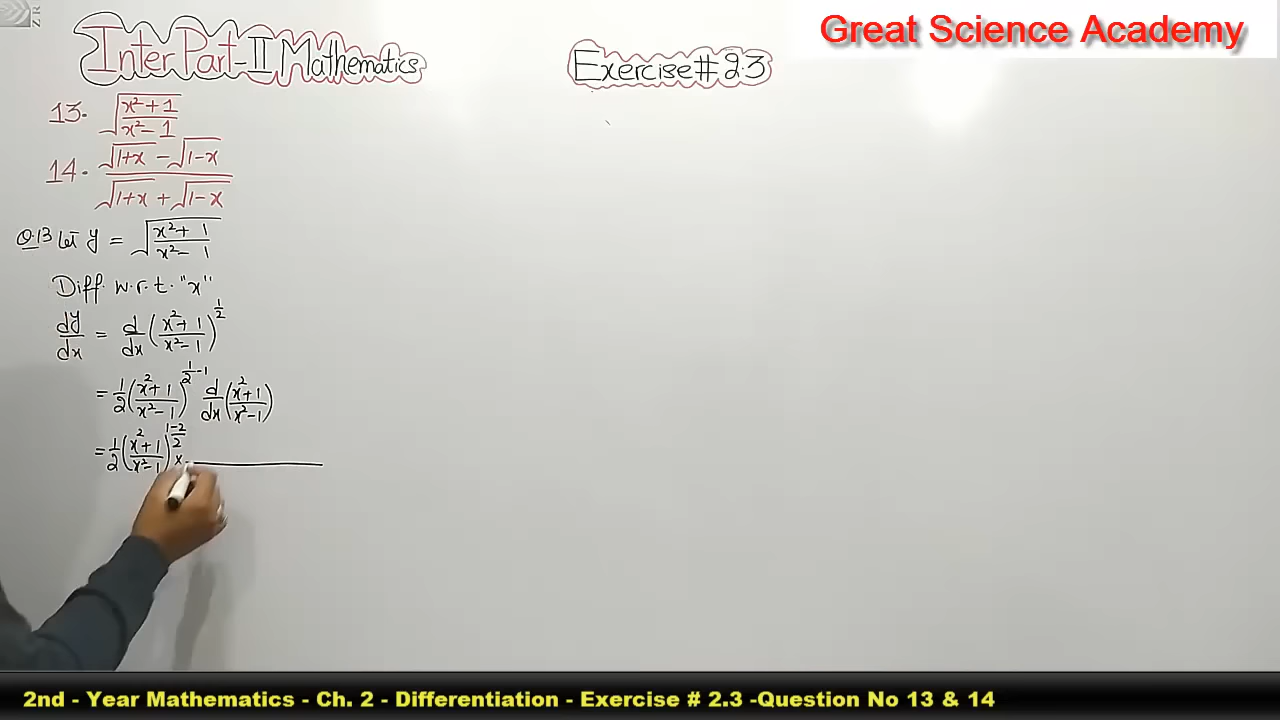 ZR
Great Science Academy
Inter Part-II Mathematics
Exercise # 2.3
13. √((x²+1)/(x²-1))
14. (√(1+x) - √(1-x))/(√(1+x) + √(1-x))
Q.13 Let y = √((x²+1)/(x²-1))
Diff. w.r.t. "x"
dy/dx = d/dx ((x²+1)/(x²-1))^(1/2)
= 1/2 ((x²+1)/(x²-1))^(1/2-1) d/dx ((x²+1)/(x²-1))
= 1/2 ((x²+1)/(x²-1))^((1-2)/2) x
2nd - Year Mathematics - Ch. 2 - Differentiation - Exercise # 2.3 -Question No 13 & 14